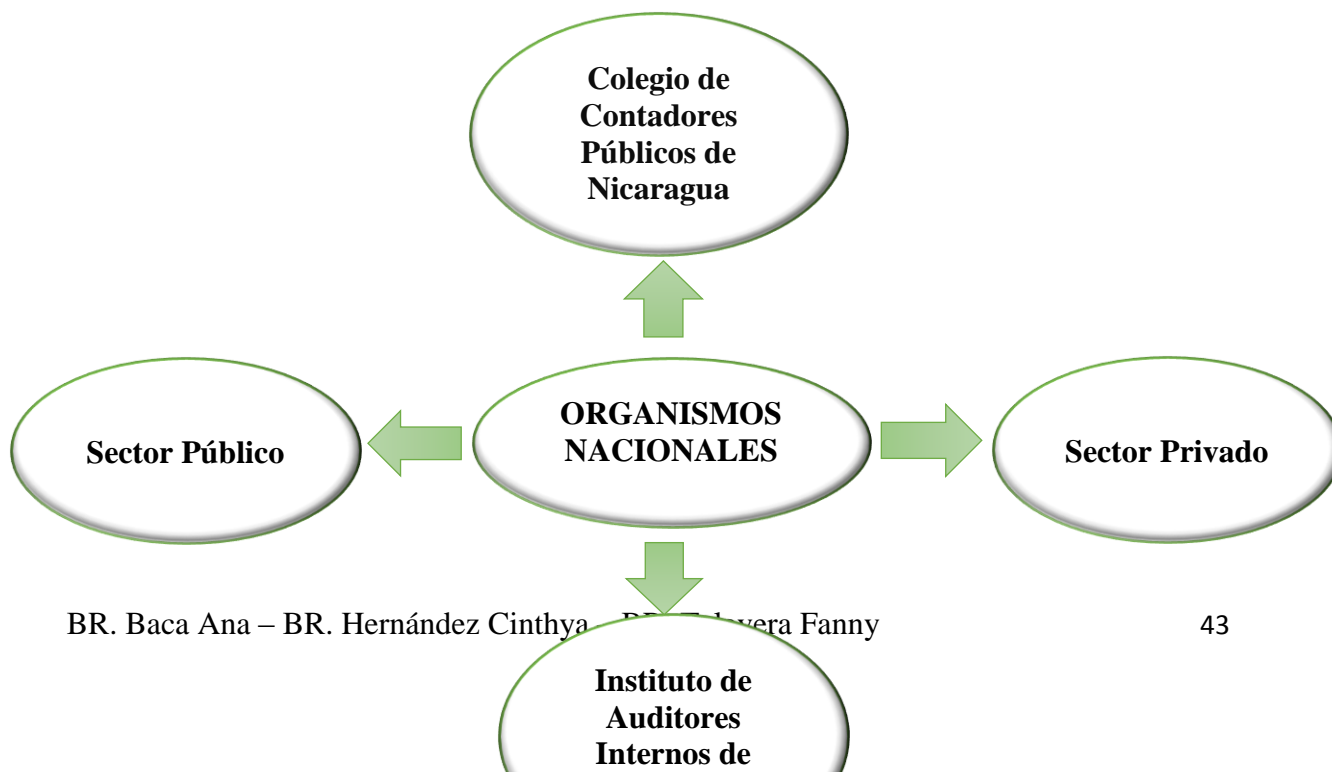 Colegio de
Contadores
Públicos de
Nicaragua
ORGANISMOS
NACIONALES
Sector Público
Sector Privado
BR. Baca Ana – BR. Hernández Cinthya Fanny 43
Instituto de
Auditores
Internos de